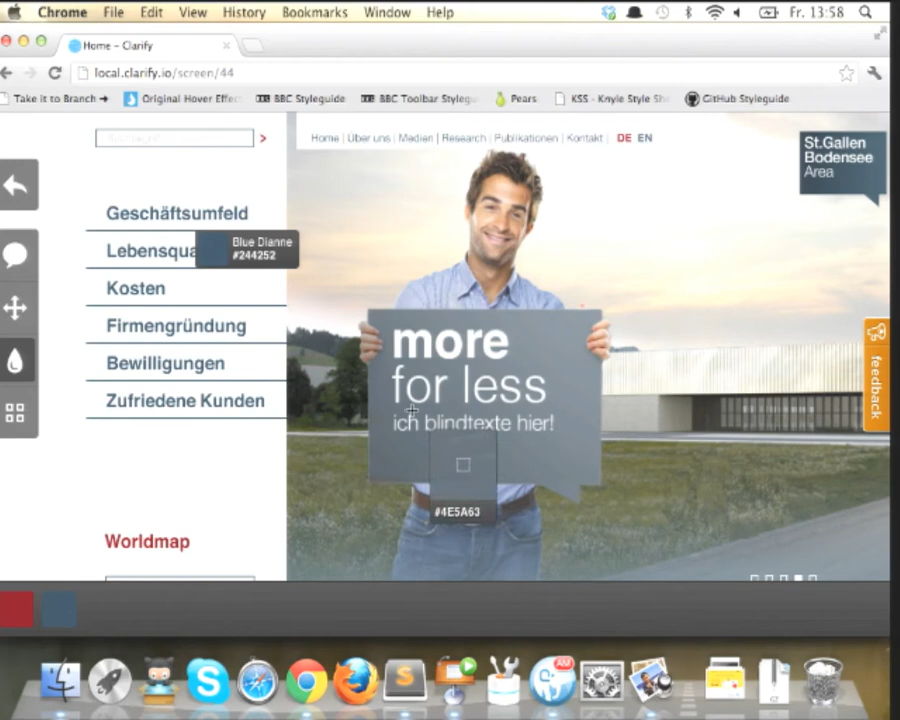 Chrome File Edit View History Bookmarks Window Help Fr. 13:58
Home – Clarify
local.clarify.io/screen/44
Take it to Branch → Original Hover Effec BBC Styleguide BBC Toolbar Stylegu Pears KSS - Knyle Style Sh GitHub Styleguide
Home | Über uns | Medien | Research | Publikationen | Kontakt | DE EN
St.Gallen
Bodensee
Area
Geschäftsumfeld
Lebensqua
Blue Dianne
#244252
Kosten
Firmengründung
Bewilligungen
Zufriedene Kunden
more
for less
ich blindtexte hier!
#4E5A63
feedback
Worldmap
AM